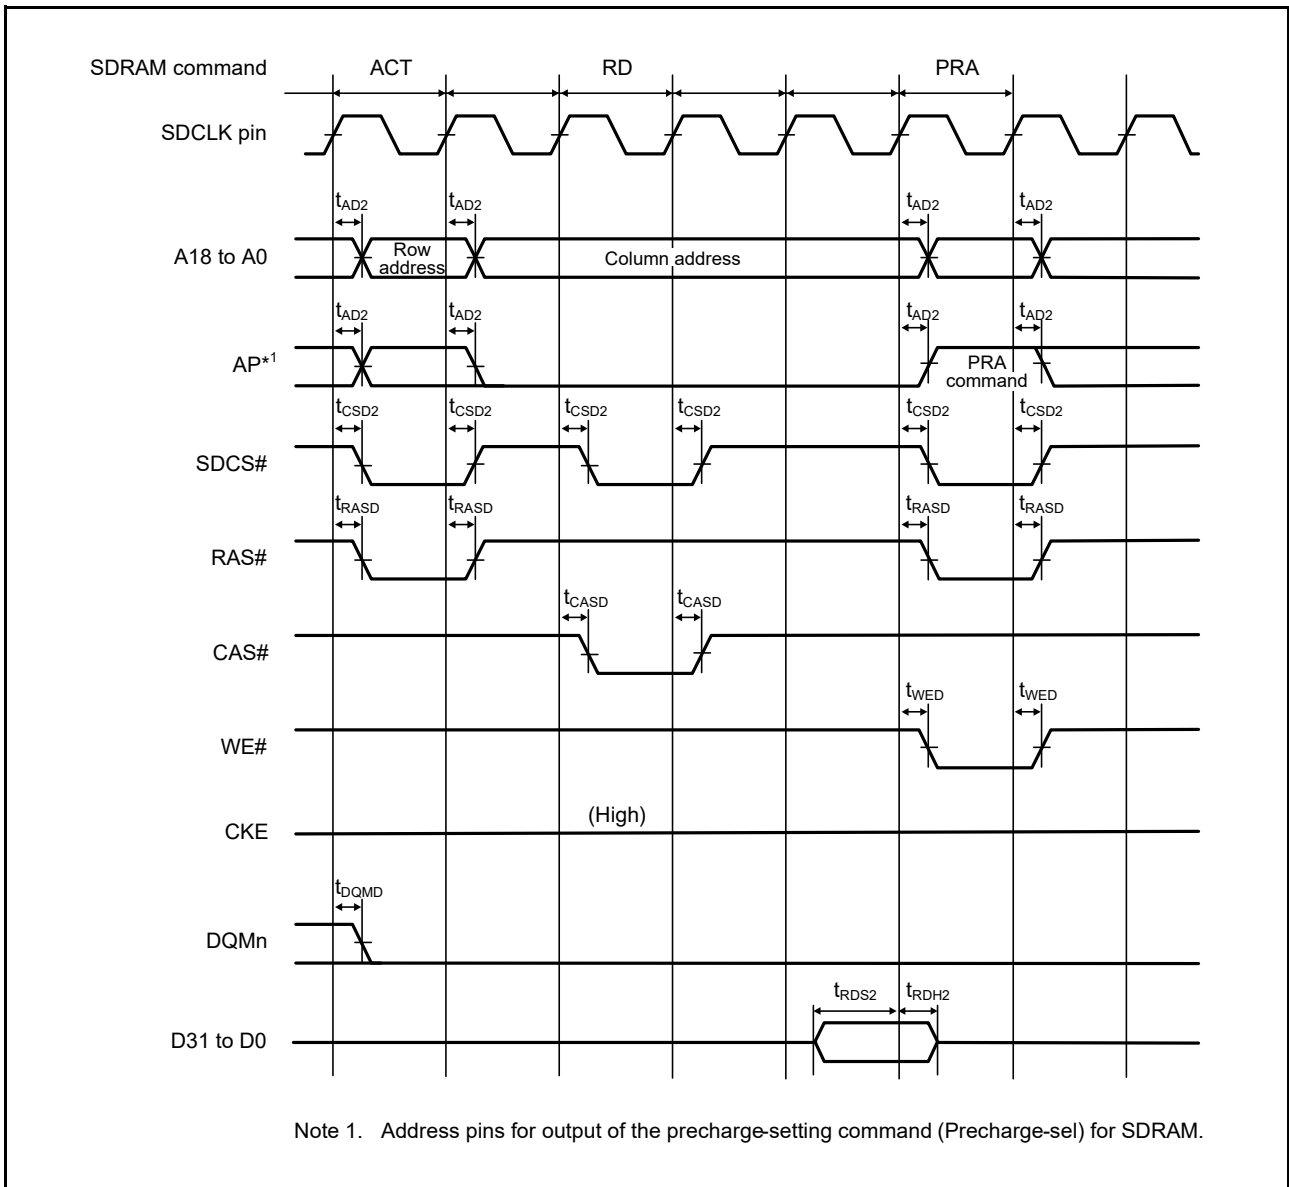 SDRAM command ACT RD PRA
SDCLK pin
tAD2 tAD2 tAD2 tAD2
A18 to A0 Row address Column address
tAD2 tAD2 tAD2 tAD2
AP*1 PRA command
tCSD2 tCSD2 tCSD2 tCSD2 tCSD2 tCSD2
SDCS#
tRASD tRASD tRASD tRASD
RAS#
tCASD tCASD
CAS#
tWED tWED
WE#
(High)
CKE
tDQMD
DQMn
tRDS2 tRDH2
D31 to D0
Note 1. Address pins for output of the precharge-setting command (Precharge-sel) for SDRAM.